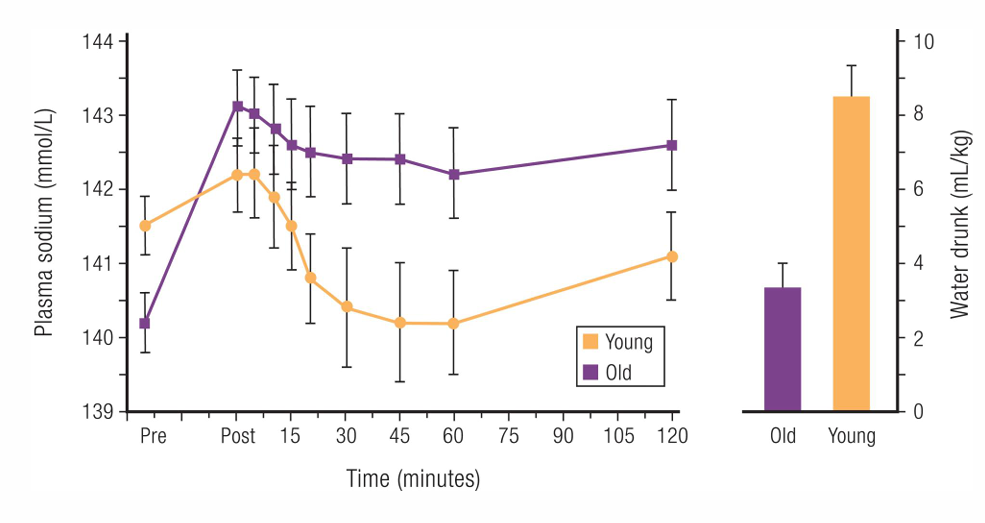 Plasma sodium (mmol/L)
144
143
142
141
140
139
Pre Post 15 30 45 60 75 90 105 120
Time (minutes)
Young
Old
10
8
6
4
2
0
Water drunk (mL/kg)
Old Young